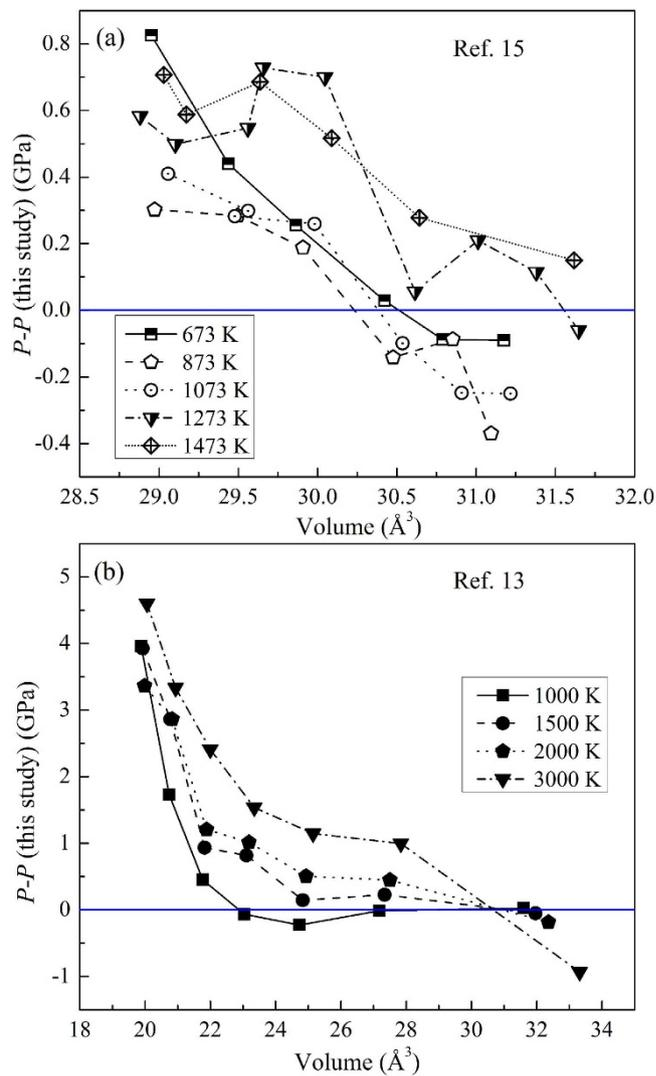 (a)
Ref. 15
0.8
0.6
0.4
0.2
0.0
-0.2
-0.4
P-P (this study) (GPa)
673 K
873 K
1073 K
1273 K
1473 K
28.5 29.0 29.5 30.0 30.5 31.0 31.5 32.0
Volume (Å³)
(b)
Ref. 13
5
4
3
2
1
0
-1
P-P (this study) (GPa)
1000 K
1500 K
2000 K
3000 K
18 20 22 24 26 28 30 32 34
Volume (Å³)